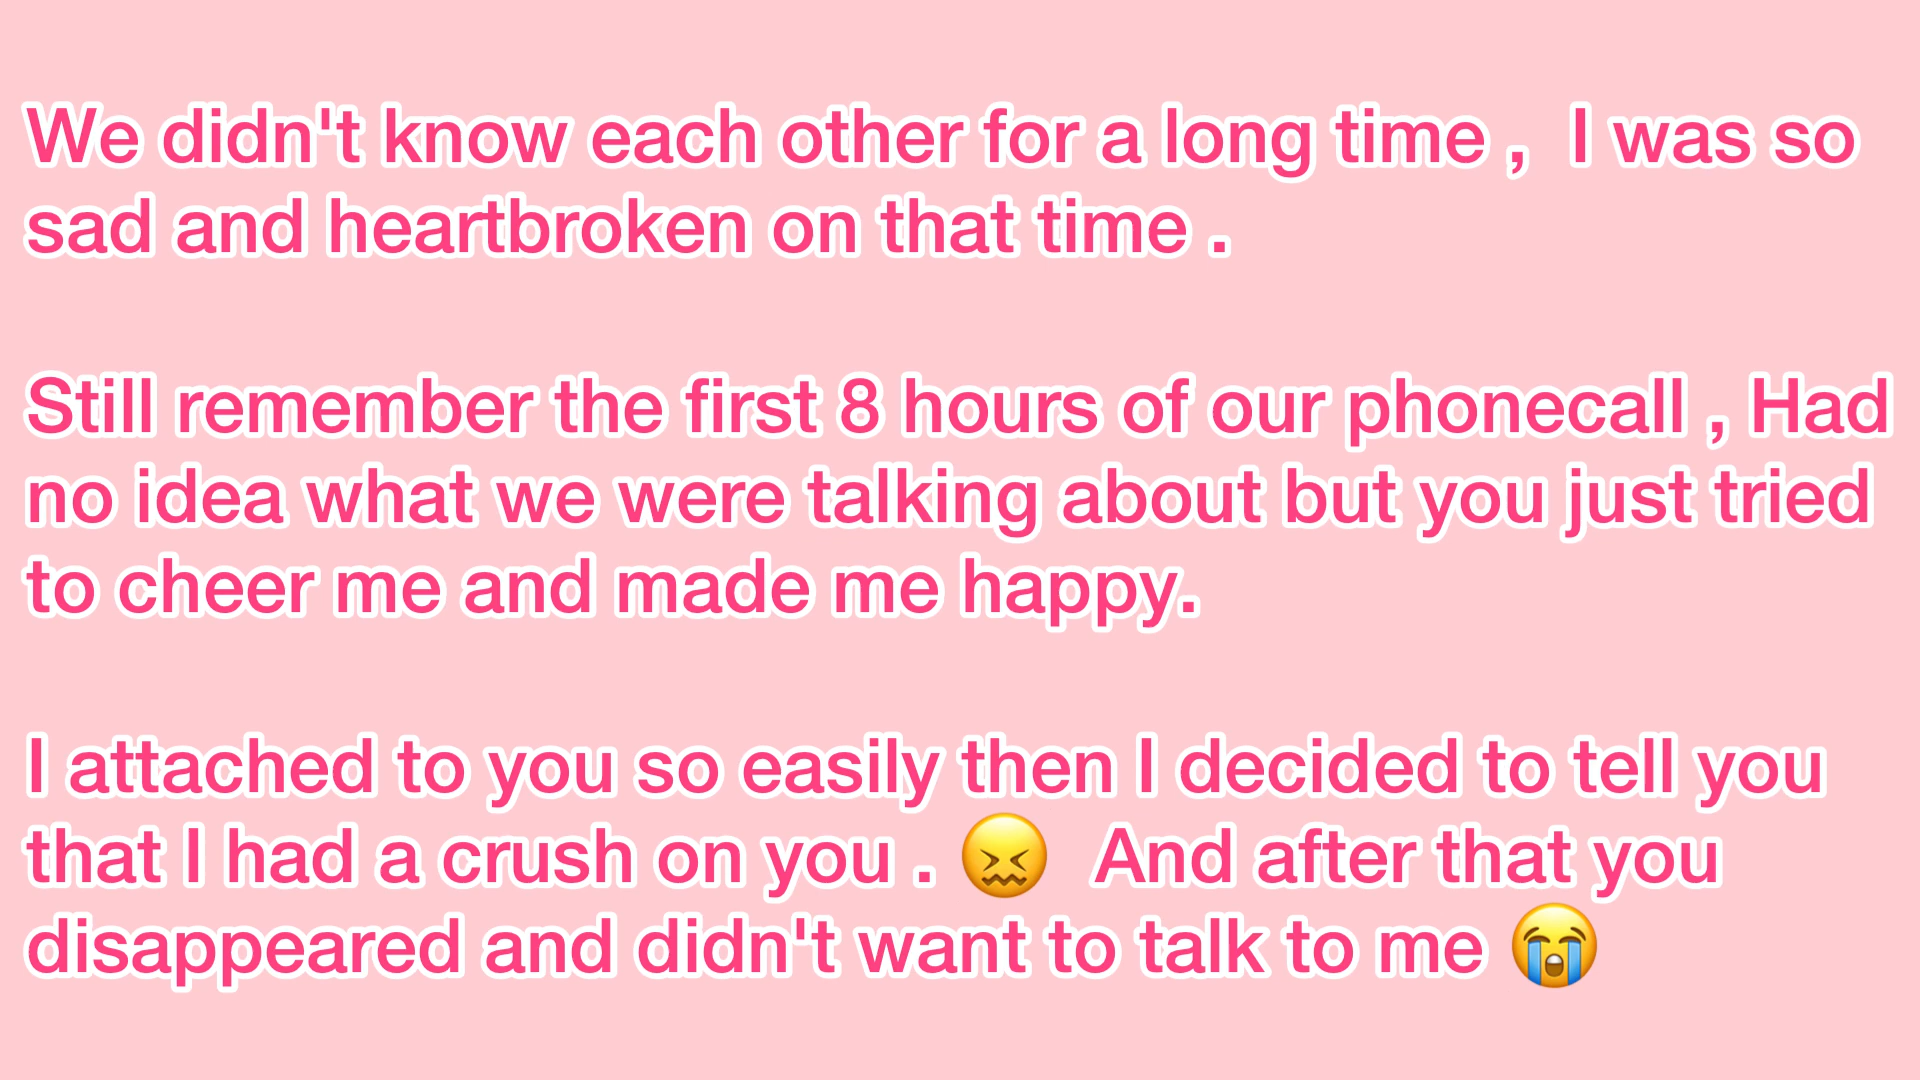 We didn't know each other for a long time ,  I was so
sad and heartbroken on that time .
Still remember the first 8 hours of our phonecall , Had
no idea what we were talking about but you just tried
to cheer me and made me happy.
I attached to you so easily then I decided to tell you
that I had a crush on you . 😖  And after that you
disappeared and didn't want to talk to me 😭